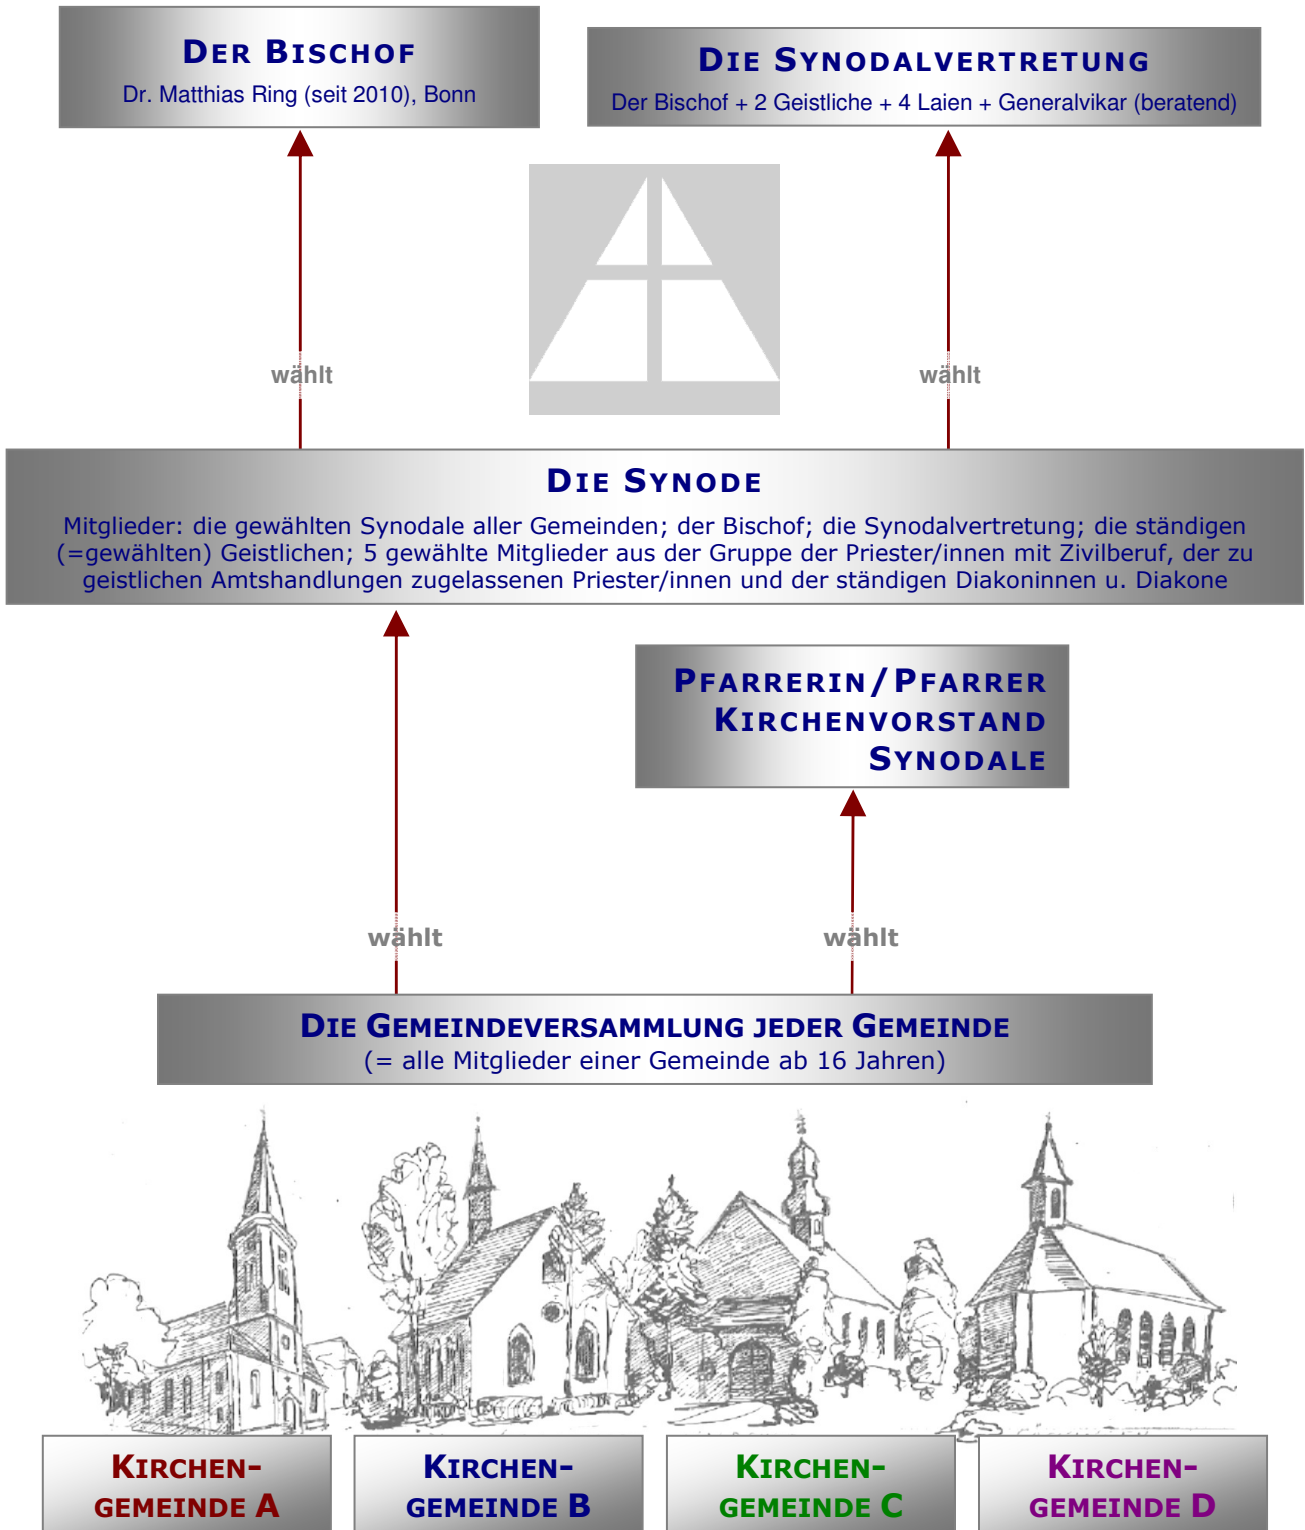 DER BISCHOF
Dr. Matthias Ring (seit 2010), Bonn
DIE SYNODALVERTRETUNG
Der Bischof + 2 Geistliche + 4 Laien + Generalvikar (beratend)
wählt
wählt
DIE SYNODE
Mitglieder: die gewählten Synodale aller Gemeinden; der Bischof; die Synodalvertretung; die ständigen
(=gewählten) Geistlichen; 5 gewählte Mitglieder aus der Gruppe der Priester/innen mit Zivilberuf, der zu
geistlichen Amtshandlungen zugelassenen Priester/innen und der ständigen Diakoninnen u. Diakone
PFARRERIN/PFARRER
KIRCHENVORSTAND
SYNODALE
wählt
wählt
DIE GEMEINDEVERSAMMLUNG JEDER GEMEINDE
(= alle Mitglieder einer Gemeinde ab 16 Jahren)
KIRCHEN-
GEMEINDE A
KIRCHEN-
GEMEINDE B
KIRCHEN-
GEMEINDE C
KIRCHEN-
GEMEINDE D